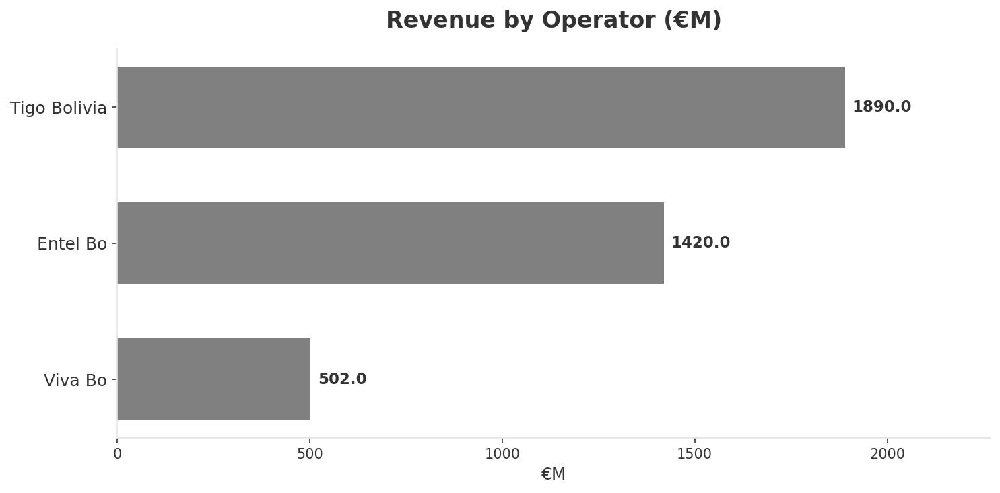 Revenue by Operator (€M)
Tigo Bolivia
1890.0
Entel Bo
1420.0
Viva Bo
502.0
0 500 1000 1500 2000
€M